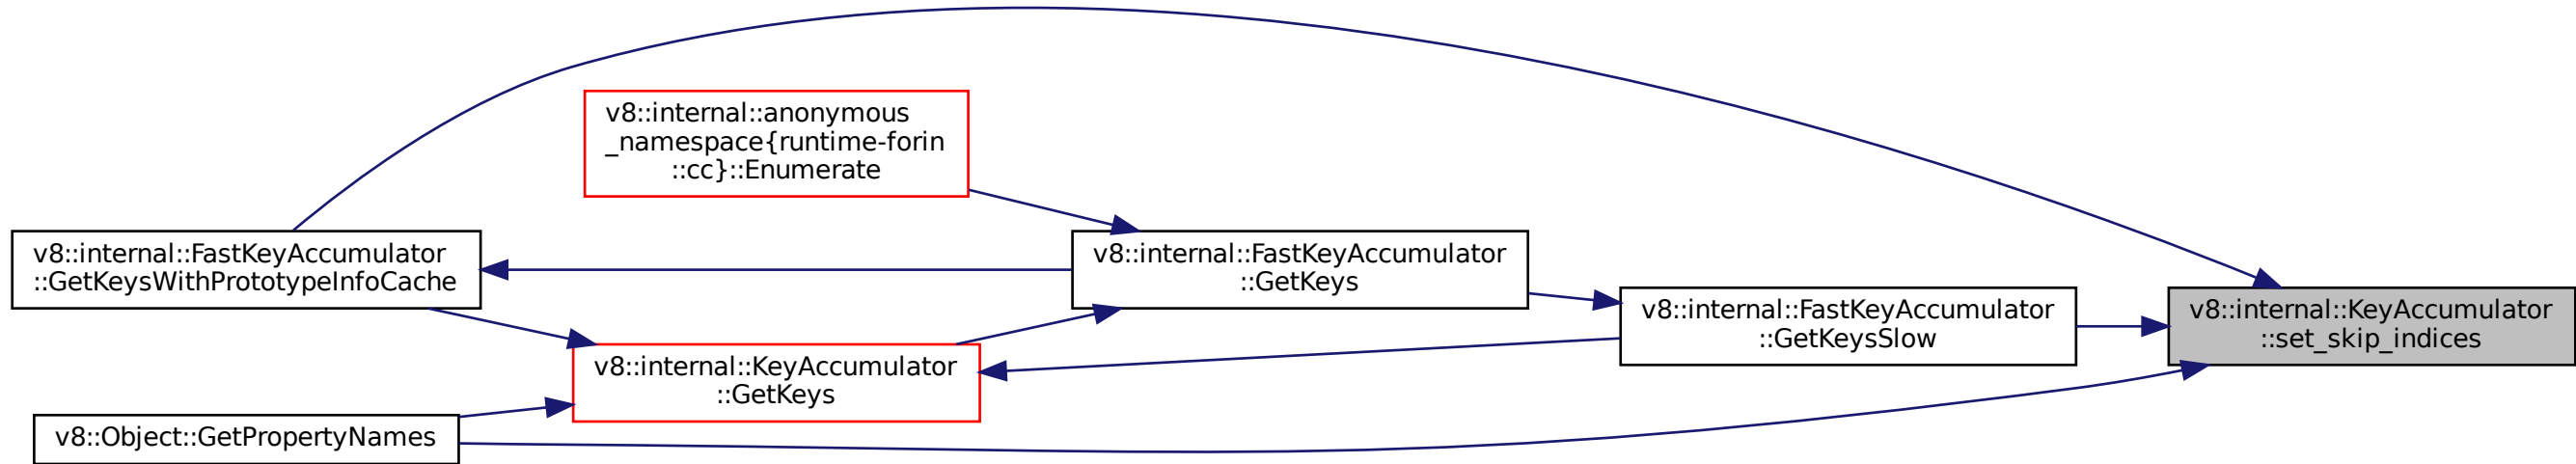 v8::internal::anonymous
_namespace{runtime-forin
::cc}::Enumerate
v8::internal::FastKeyAccumulator
::GetKeysWithPrototypeInfoCache
v8::internal::FastKeyAccumulator
::GetKeys
v8::internal::FastKeyAccumulator
::GetKeysSlow
v8::internal::KeyAccumulator
::set_skip_indices
v8::internal::KeyAccumulator
::GetKeys
v8::Object::GetPropertyNames